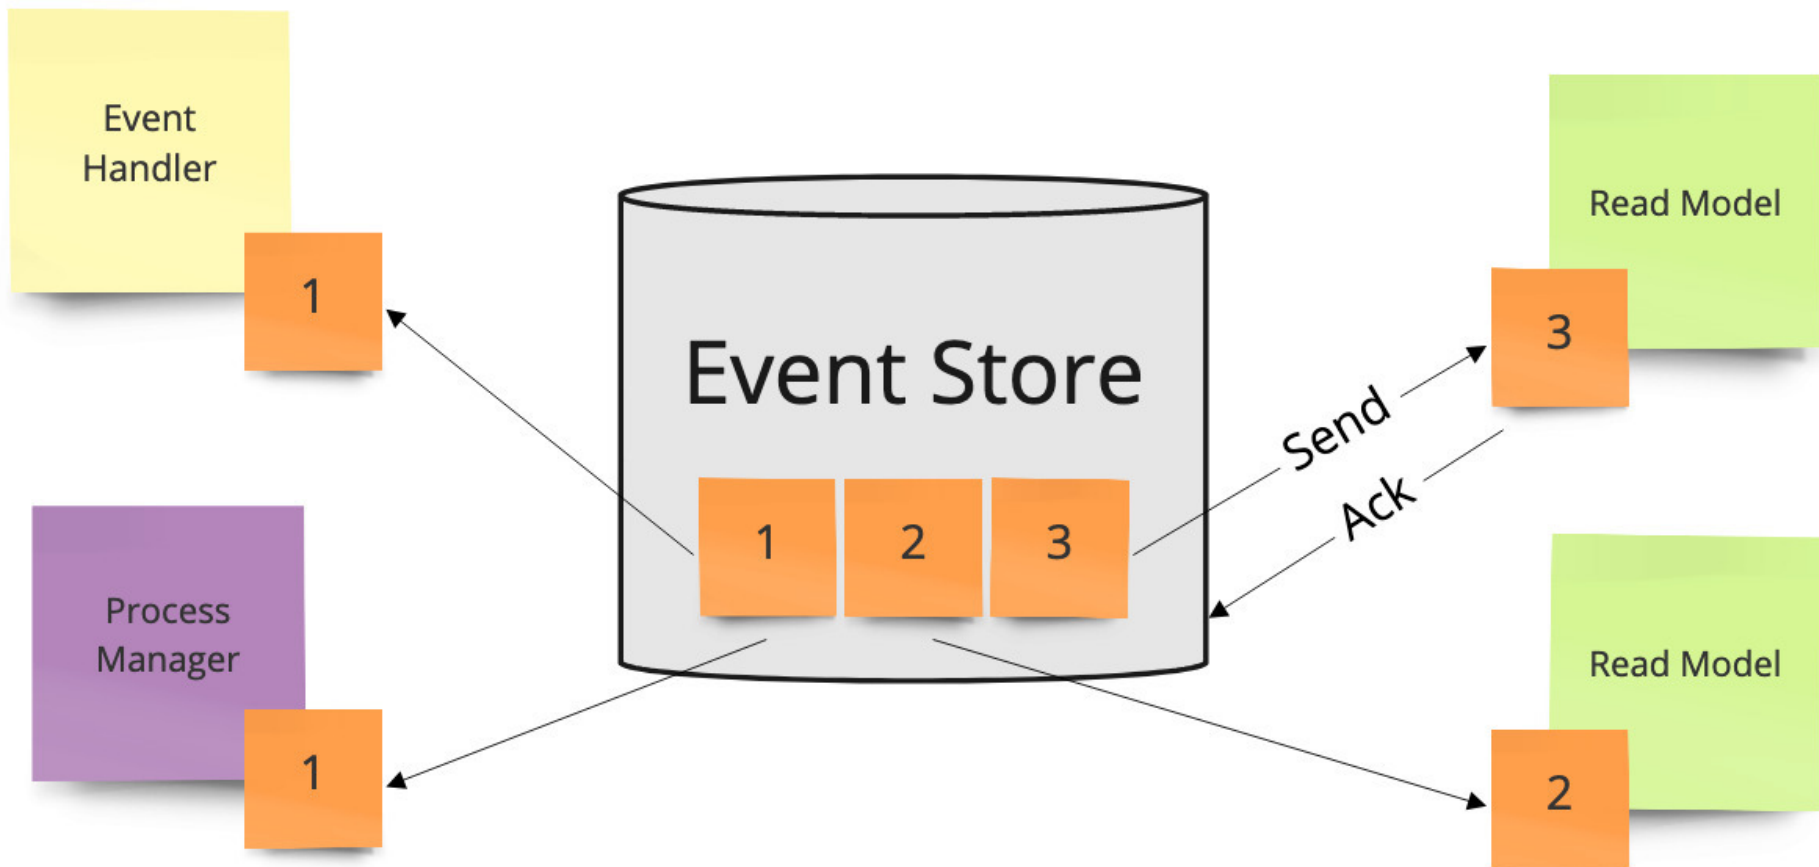 Event
Handler
1
Process
Manager
1
Event Store
1 2 3
Send
Ack
Read Model
3
Read Model
2